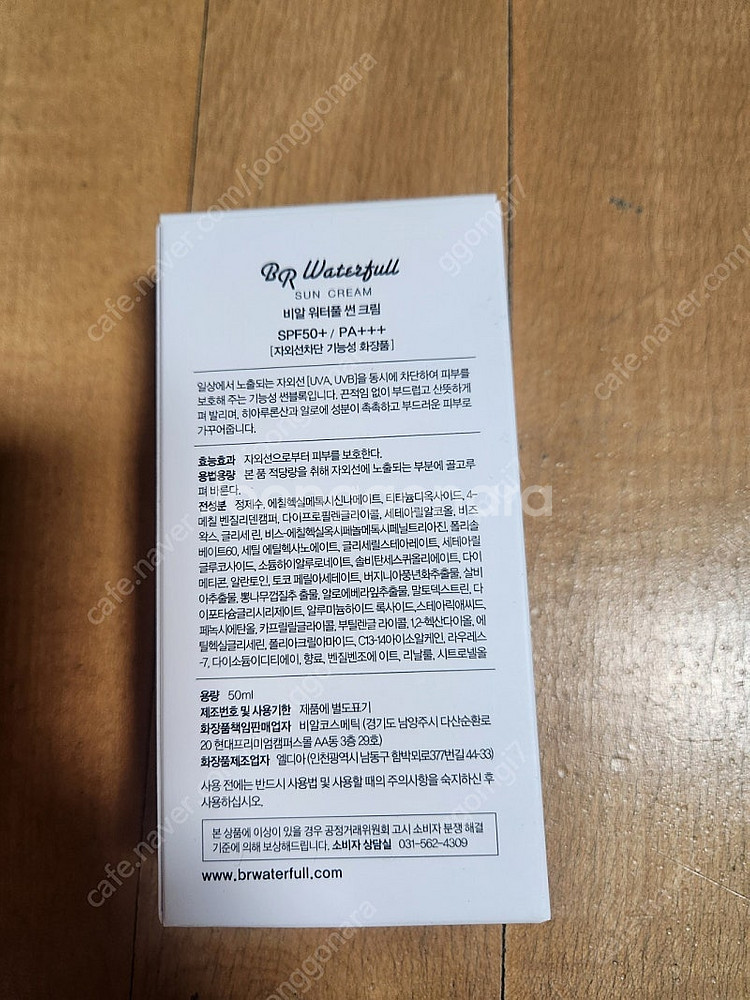 BR Waterfull
SUN CREAM
비알 워터풀 썬 크림
SPF50+ / PA+++
[자외선차단 기능성 화장품]
일상에서 노출되는 자외선 [UVA, UVB]을 동시에 차단하여 피부를
보호해 주는 기능성 썬블록입니다. 끈적임 없이 부드럽고 산뜻하게
펴 발리며, 히아루론산과 알로에 성분이 촉촉하고 부드러운 피부로
가꾸어줍니다.
효능효과 자외선으로부터 피부를 보호한다.
용법용량 본 품 적당량을 취해 자외선에 노출되는 부분에 골고루
펴 바른다.
전성분 정제수, 에칠헥실메톡시신나메이트, 티타늄디옥사이드, 4-
메칠 벤질리덴캠퍼, 다이프로필렌글라이콜, 세테아릴알코올, 비즈
왁스, 글리세 린, 비스-에칠헥실옥시페놀메톡시페닐트리아진, 폴리솔
베이트60, 세틸 에틸헥사노에이트, 글리세릴스테아레이트, 세테아릴
글루코사이드, 소듐하이알루로네이트, 솔비탄세스퀴올리에이트, 다이
메티콘, 알란토인, 토코 페릴아세테이트, 버지니아풍년화추출물, 살비
아추출물, 뽕나무껍질추 출물, 알로에베라잎추출물, 말토덱스트린, 다
이포타슘글리시리제이트, 알루미늄하이드 록사이드, 스테아릭애씨드,
페녹시에탄올, 카프릴릴글라이콜, 부틸렌글 라이콜, 1,2-헥산다이올, 에
틸헥실글리세린, 폴리아크릴아마이드, C13-14아이소알케인, 라우레스
-7, 다이소듐이디티에이, 향료, 벤질벤조에 이트, 리날룰, 시트로넬올
용량 50ml
제조번호 및 사용기한 제품에 별도표기
화장품책임판매업자 비알코스메틱 (경기도 남양주시 다산순환로
20 현대프리미엄캠퍼스몰 AA동 3층 29호)
화장품제조업자 엘디아 (인천광역시 남동구 함박뫼로377번길 44-33)
사용 전에는 반드시 사용법 및 사용할 때의 주의사항을 숙지하신 후
사용하십시오.
본 상품에 이상이 있을 경우 공정거래위원회 고시 소비자 분쟁 해결
기준에 의해 보상해드립니다. 소비자 상담실 031-562-4309
www.brwaterfull.com
joonggonara
cafe.naver.com/joonggonara
ggomgi7